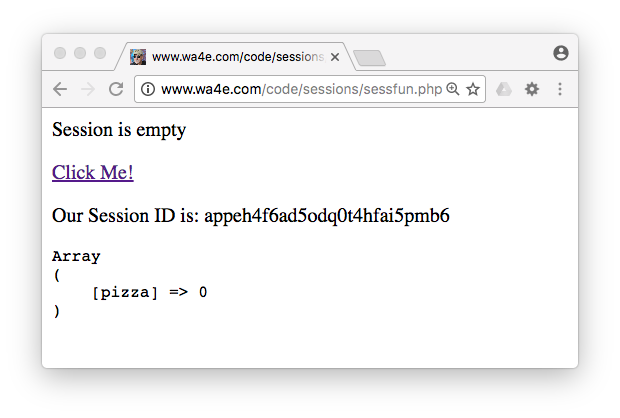 www.wa4e.com/code/sessions
www.wa4e.com/code/sessions/sessfun.php
Session is empty
Click Me!
Our Session ID is: appeh4f6ad5odq0t4hfai5pmb6
Array
(
    [pizza] => 0
)